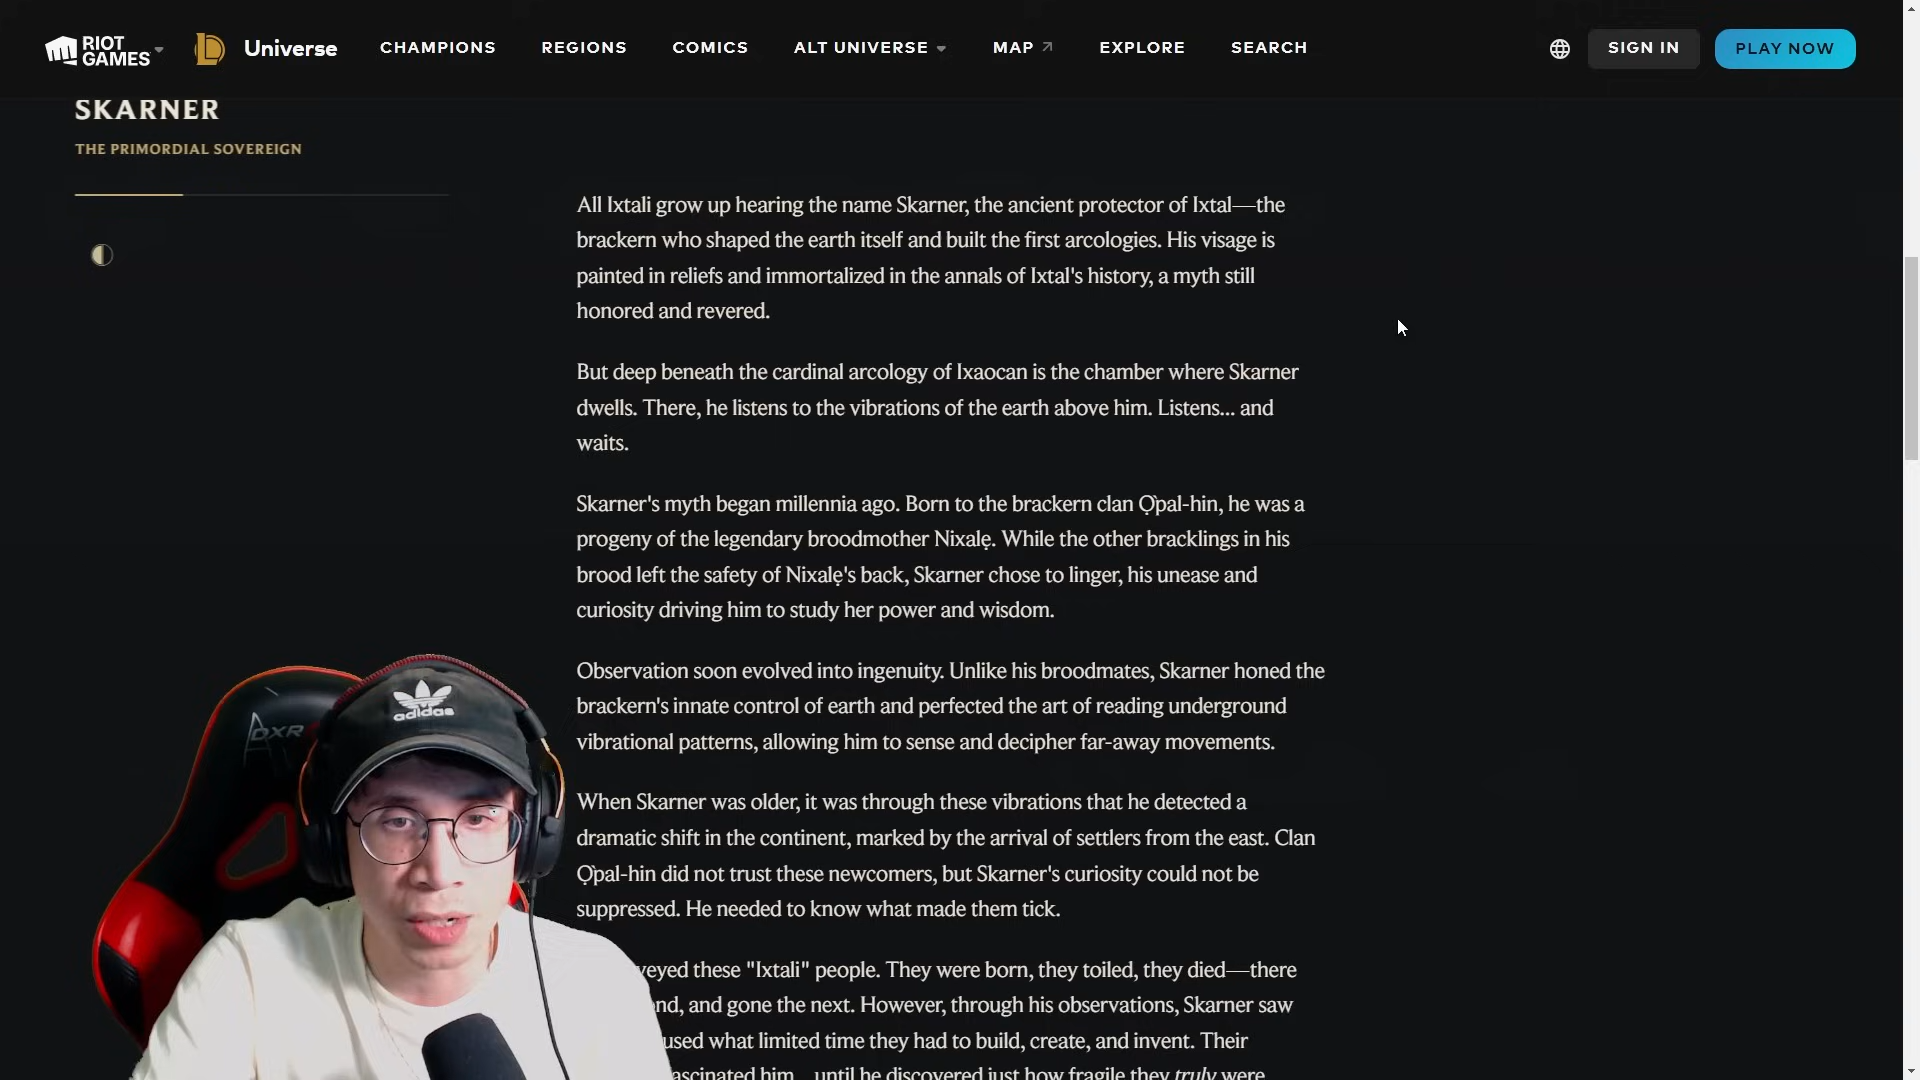 RIOT GAMES
Universe
CHAMPIONS
REGIONS
COMICS
ALT UNIVERSE
MAP
EXPLORE
SEARCH
SIGN IN
PLAY NOW
SKARNER
THE PRIMORDIAL SOVEREIGN
All Ixtali grow up hearing the name Skarner, the ancient protector of Ixtal—the
brackern who shaped the earth itself and built the first arcologies. His visage is
painted in reliefs and immortalized in the annals of Ixtal's history, a myth still
honored and revered.
But deep beneath the cardinal arcology of Ixaocan is the chamber where Skarner
dwells. There, he listens to the vibrations of the earth above him. Listens... and
waits.
Skarner's myth began millennia ago. Born to the brackern clan Ọ̀pal-hin, he was a
progeny of the legendary broodmother Nixalẹ. While the other bracklings in his
brood left the safety of Nixalẹ's back, Skarner chose to linger, his unease and
curiosity driving him to study her power and wisdom.
Observation soon evolved into ingenuity. Unlike his broodmates, Skarner honed the
brackern's innate control of earth and perfected the art of reading underground
vibrational patterns, allowing him to sense and decipher far-away movements.
When Skarner was older, it was through these vibrations that he detected a
dramatic shift in the continent, marked by the arrival of settlers from the east. Clan
Ọ̀pal-hin did not trust these newcomers, but Skarner's curiosity could not be
suppressed. He needed to know what made them tick.
these "Ixtali" people. They were born, they toiled, they died—there
and gone the next. However, through his observations, Skarner saw
used what limited time they had to build, create, and invent. Their
him... until he discovered just how fragile they truly were
adidas
DXR